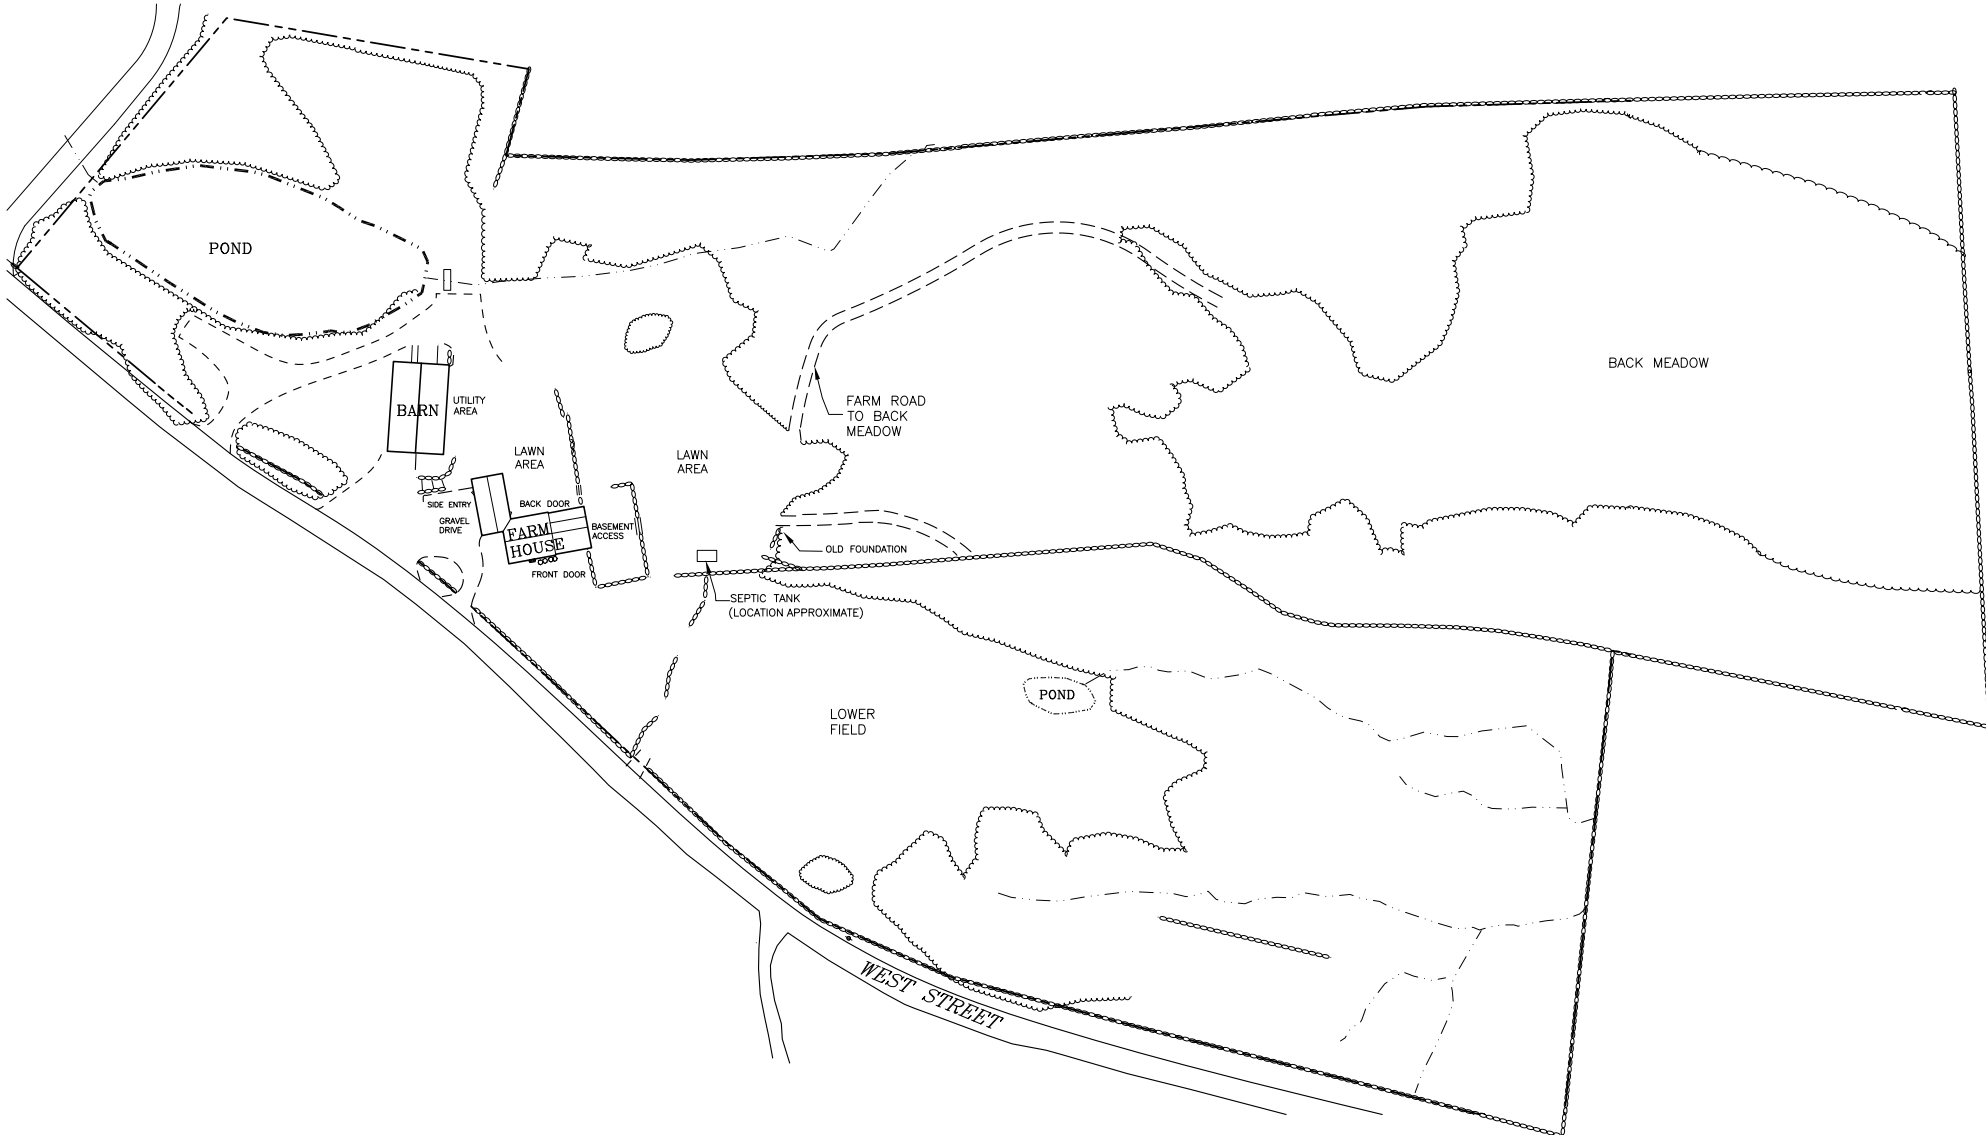 POND
BACK MEADOW
BARN
UTILITY
AREA
FARM ROAD
TO BACK
MEADOW
LAWN
AREA
LAWN
AREA
SIDE ENTRY
GRAVEL
DRIVE
BACK DOOR
FARM
HOUSE
BASEMENT
ACCESS
FRONT DOOR
OLD FOUNDATION
SEPTIC TANK
(LOCATION APPROXIMATE)
POND
LOWER
FIELD
WEST STREET